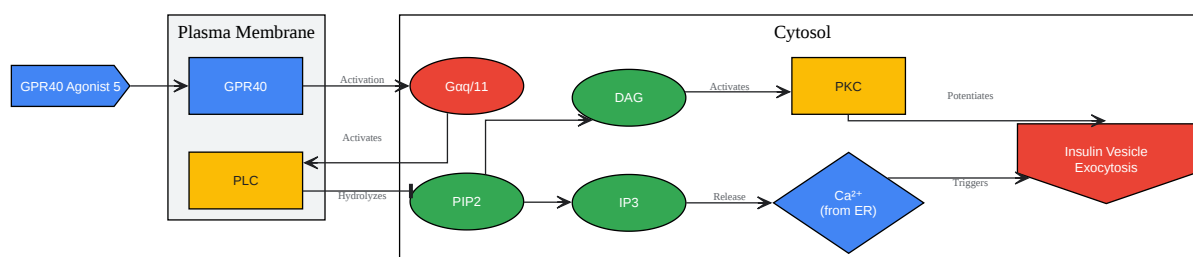 Plasma Membrane
Cytosol
GPR40 Agonist 5
GPR40
Activation
Gαq/11
DAG
Activates
PKC
Potentiates
Activates
Insulin Vesicle
Exocytosis
PLC
Hydrolyzes
PIP2
IP3
Release
Ca²⁺
(from ER)
Triggers